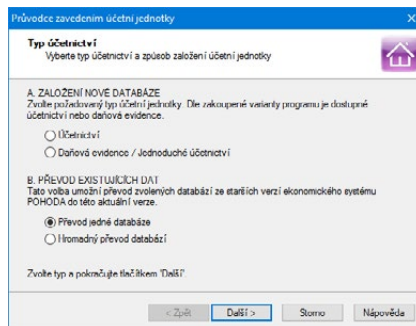 Průvodce zavedením účetní jednotky
Typ účetnictví
Vyberte typ účetnictví a způsob založení účetní jednotky
A. ZALOŽENÍ NOVÉ DATABÁZE
Zvolte požadovaný typ účetní jednotky. Dle zakoupené varianty programu je dostupné
účetnictví nebo daňová evidence.
Účetnictví
Daňová evidence / Jednoduché účetnictví
B. PŘEVOD EXISTUJÍCÍCH DAT
Tato volba umožní převod zvolených databází ze starších verzí ekonomického systému
POHODA do této aktuální verze.
Převod jedné databáze
Hromadný převod databází
Zvolte typ a pokračujte tlačítkem 'Další'.
< Zpět
Další >
Storno
Nápověda